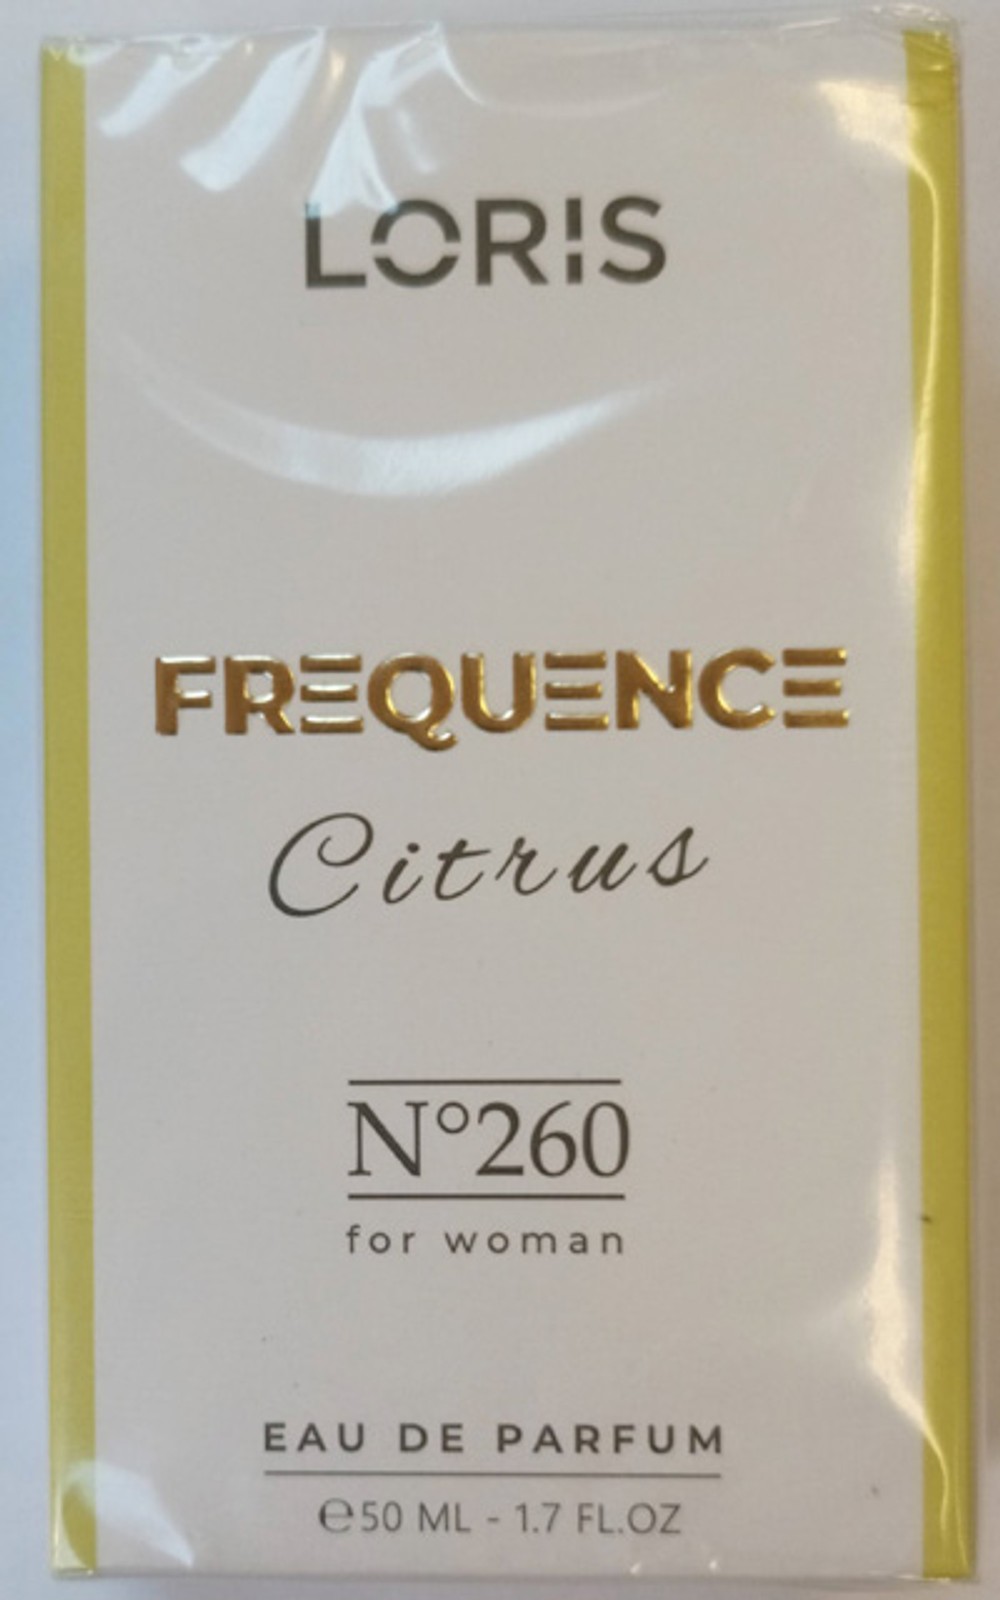 LORIS
FREQUENCE
Citrus
N°260
for woman
EAU DE PARFUM
℮50 ML - 1.7 FL.OZ